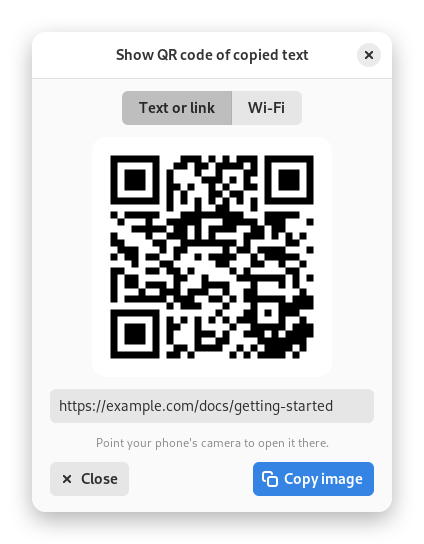 Show QR code of copied text
Text or link
Wi-Fi
https://example.com/docs/getting-started
Point your phone's camera to open it there.
Close
Copy image